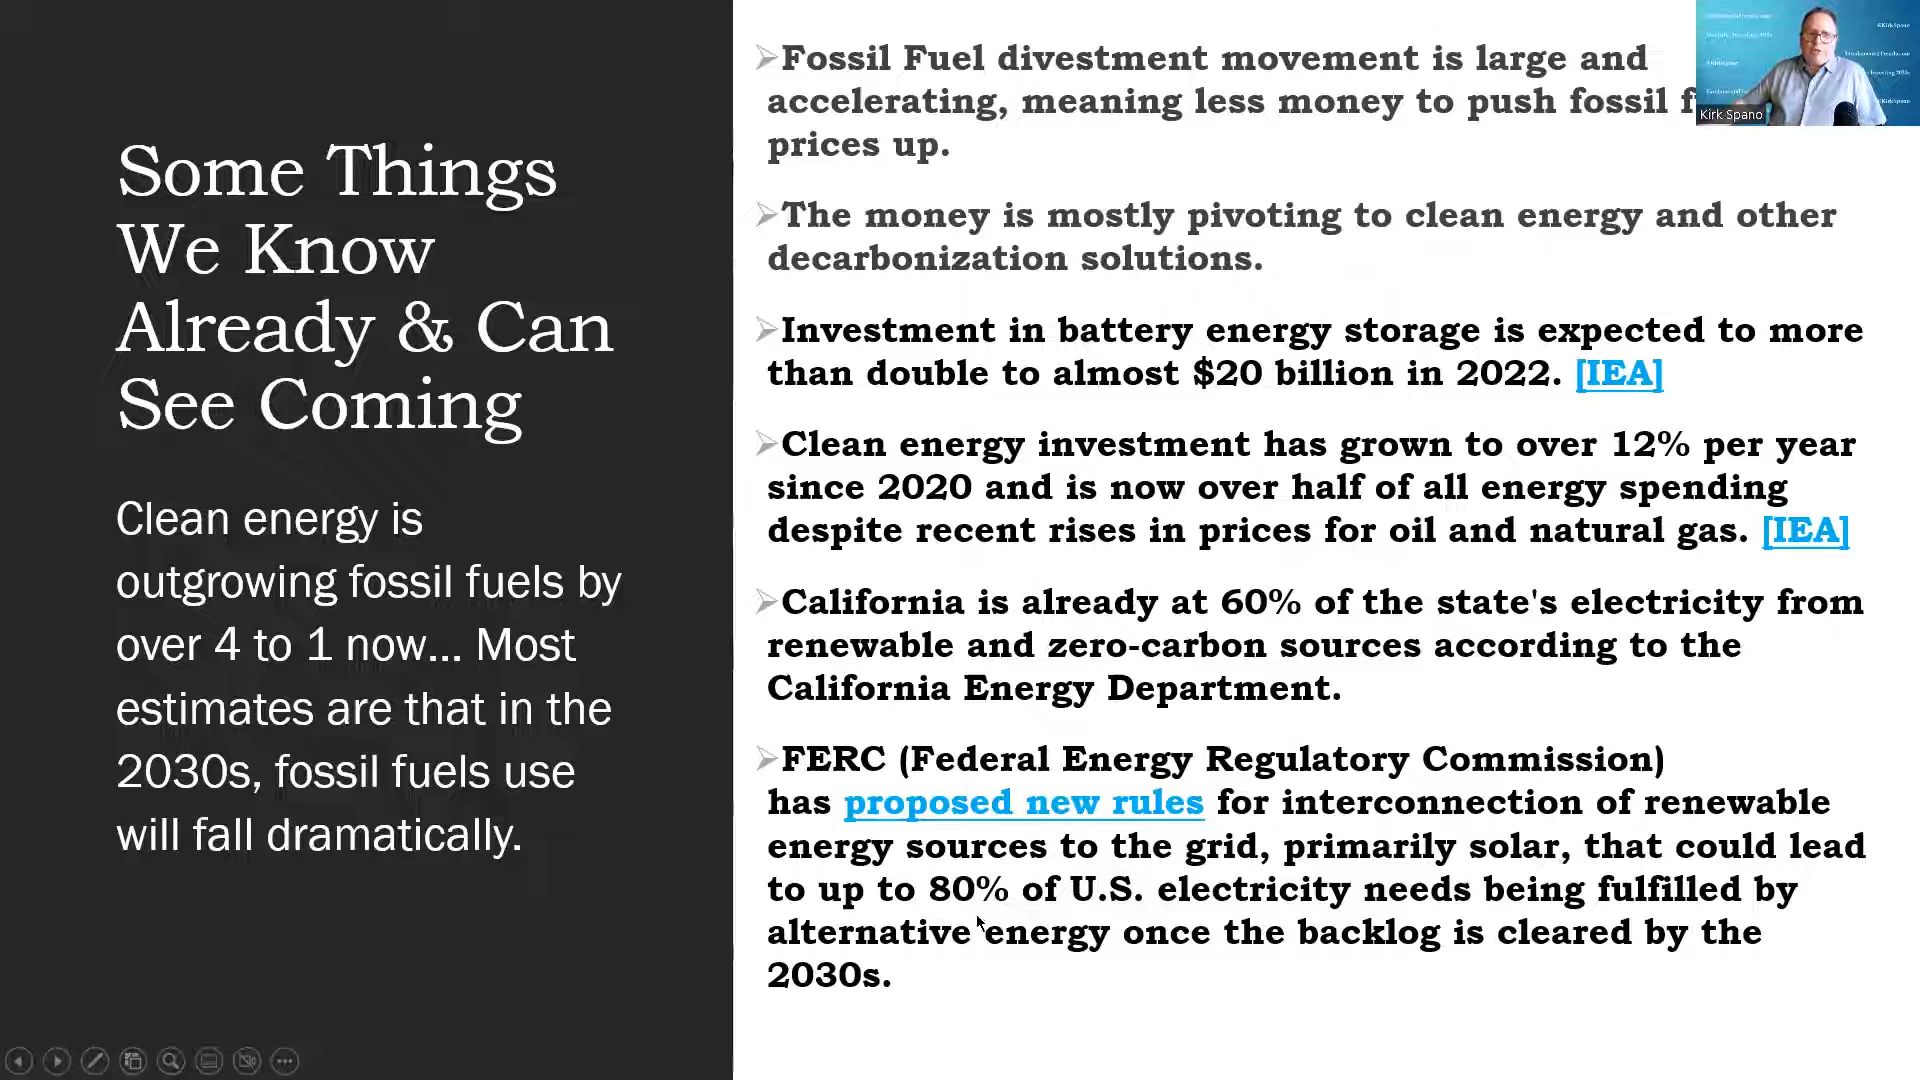 Some Things
We Know
Already & Can
See Coming
Clean energy is
outgrowing fossil fuels by
over 4 to 1 now... Most
estimates are that in the
2030s, fossil fuels use
will fall dramatically.
➢Fossil Fuel divestment movement is large and
accelerating, meaning less money to push fossil
prices up.
➢The money is mostly pivoting to clean energy and other
decarbonization solutions.
➢Investment in battery energy storage is expected to more
than double to almost $20 billion in 2022. [IEA]
➢Clean energy investment has grown to over 12% per year
since 2020 and is now over half of all energy spending
despite recent rises in prices for oil and natural gas. [IEA]
➢California is already at 60% of the state's electricity from
renewable and zero-carbon sources according to the
California Energy Department.
➢FERC (Federal Energy Regulatory Commission)
has proposed new rules for interconnection of renewable
energy sources to the grid, primarily solar, that could lead
to up to 80% of U.S. electricity needs being fulfilled by
alternative energy once the backlog is cleared by the
2030s.
Kirk Spano
@KirkSpano
@KirkSpano
@KirkSpano